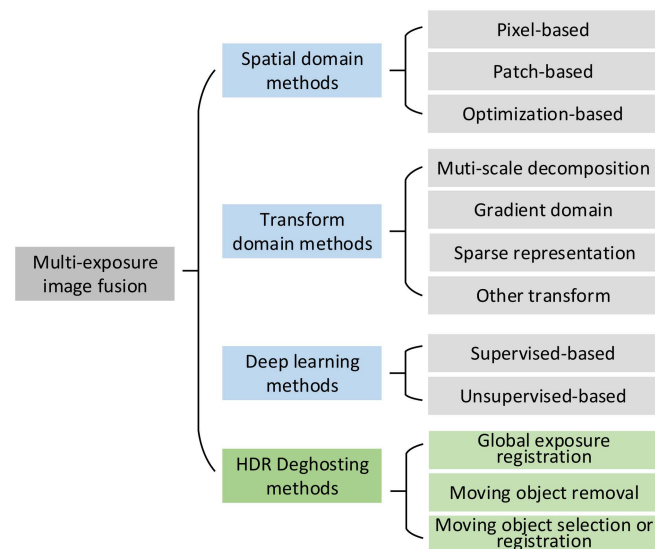 Multi-exposure
image fusion
Spatial domain
methods
Pixel-based
Patch-based
Optimization-based
Transform
domain methods
Muti-scale decomposition
Gradient domain
Sparse representation
Other transform
Deep learning
methods
Supervised-based
Unsupervised-based
HDR Deghosting
methods
Global exposure
registration
Moving object removal
Moving object selection or
registration